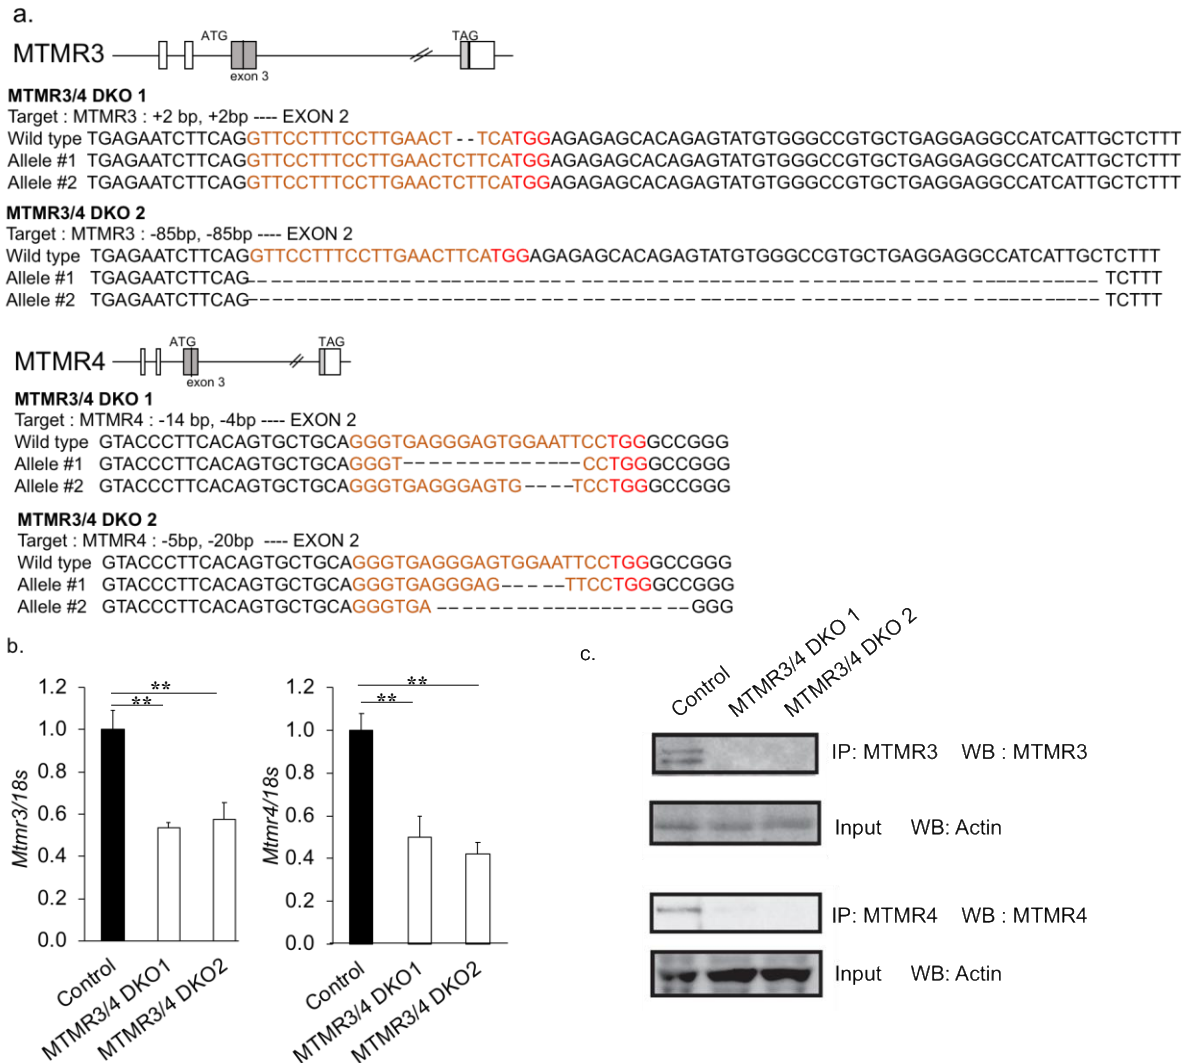 a.
MTMR3
ATG
TAG
exon 3
MTMR3/4 DKO 1
Target : MTMR3 : +2 bp, +2bp ---- EXON 2
Wild type TGAGAATCTTCAGGTTCCTTTCCTTGAACT--TCATGGAGAGAGCACAGAGTATGTGGGCCGTGCTGAGGAGGCCATCATTGCTCTTT
Allele #1 TGAGAATCTTCAGGTTCCTTTCCTTGAACTCTTCATGGAGAGAGCACAGAGTATGTGGGCCGTGCTGAGGAGGCCATCATTGCTCTTT
Allele #2 TGAGAATCTTCAGGTTCCTTTCCTTGAACTCTTCATGGAGAGAGCACAGAGTATGTGGGCCGTGCTGAGGAGGCCATCATTGCTCTTT
MTMR3/4 DKO 2
Target : MTMR3 : -85bp, -85bp ---- EXON 2
Wild type TGAGAATCTTCAGGTTCCTTTCCTTGAACTTCATGGAGAGAGCACAGAGTATGTGGGCCGTGCTGAGGAGGCCATCATTGCTCTTT
Allele #1 TGAGAATCTTCAG------------------------------------------------------------------TCTTT
Allele #2 TGAGAATCTTCAG------------------------------------------------------------------TCTTT
MTMR4
ATG
TAG
exon 3
MTMR3/4 DKO 1
Target : MTMR4 : -14 bp, -4bp ---- EXON 2
Wild type GTACCCTTCACAGTGCTGCAGGGTGAGGGAGTGGAATTCCTGGGCCGGG
Allele #1 GTACCCTTCACAGTGCTGCAGGGT--------------CCTGGGCCGGG
Allele #2 GTACCCTTCACAGTGCTGCAGGGTGAGGGAGTG----TCCTGGGCCGGG
MTMR3/4 DKO 2
Target : MTMR4 : -5bp, -20bp ---- EXON 2
Wild type GTACCCTTCACAGTGCTGCAGGGTGAGGGAGTGGAATTCCTGGGCCGGG
Allele #1 GTACCCTTCACAGTGCTGCAGGGTGAGGGAG-----TTCCTGGGCCGGG
Allele #2 GTACCCTTCACAGTGCTGCAGGGTGA--------------------GGG
b.
Mtmr3/18s
1.2
1.0
0.8
0.6
0.4
0.2
0.0
**
**
Control
MTMR3/4 DKO1
MTMR3/4 DKO2
Mtmr4/18s
1.2
1.0
0.8
0.6
0.4
0.2
0.0
**
**
Control
MTMR3/4 DKO1
MTMR3/4 DKO2
c.
Control
MTMR3/4 DKO 1
MTMR3/4 DKO 2
IP: MTMR3 WB : MTMR3
Input WB: Actin
IP: MTMR4 WB : MTMR4
Input WB: Actin